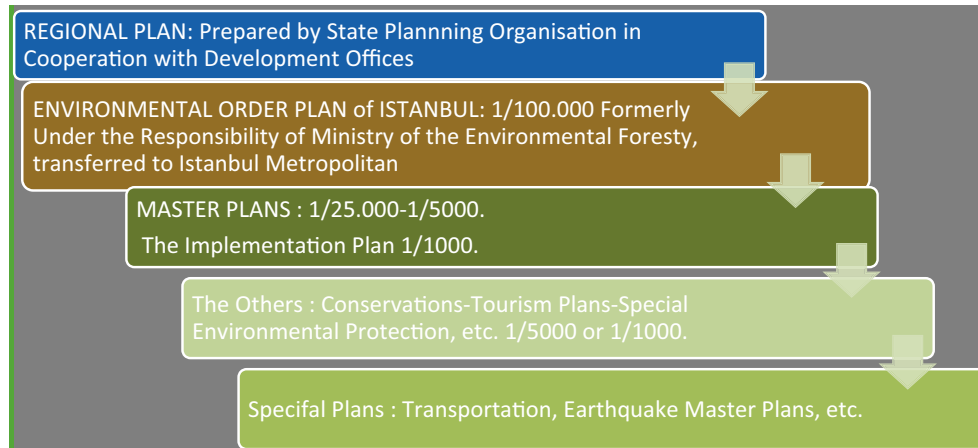 REGIONAL PLAN: Prepared by State Plannning Organisation in
Cooperation with Development Offices
ENVIRONMENTAL ORDER PLAN of ISTANBUL: 1/100.000 Formerly
Under the Responsibility of Ministry of the Environmental Foresty,
transferred to Istanbul Metropolitan
MASTER PLANS : 1/25.000-1/5000.
The Implementation Plan 1/1000.
The Others : Conservations-Tourism Plans-Special
Environmental Protection, etc. 1/5000 or 1/1000.
Specifal Plans : Transportation, Earthquake Master Plans, etc.